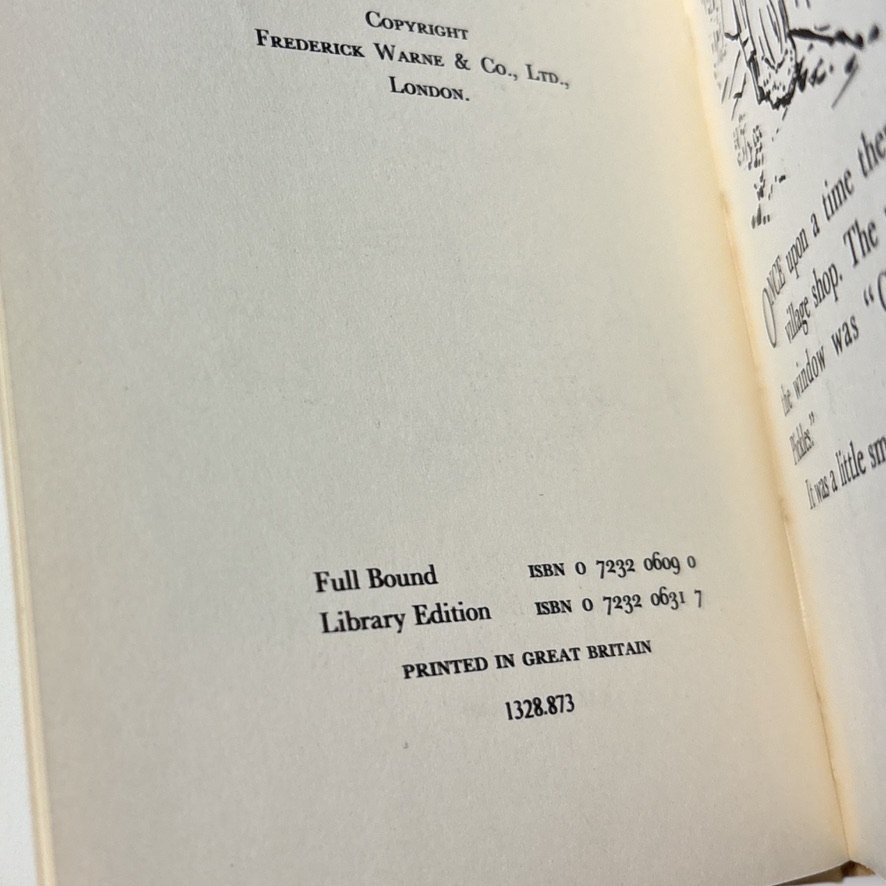 COPYRIGHT
FREDERICK WARNE & CO., LTD.,
LONDON.
Full Bound ISBN 0 7232 0609 0
Library Edition ISBN 0 7232 0631 7
PRINTED IN GREAT BRITAIN
1328.873
ONCE upon a time
village shop. The
the window was "
Pickles."
It was a little